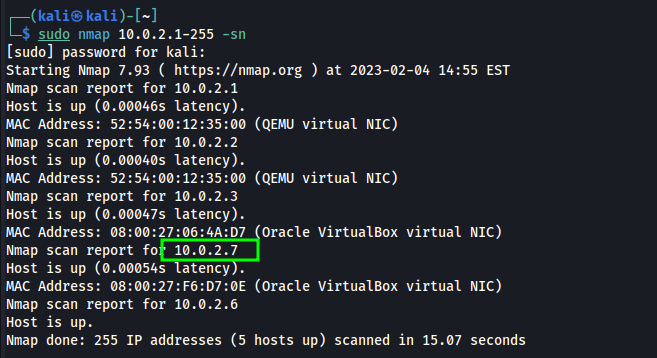 (kali㉿kali)-[~]
$ sudo nmap 10.0.2.1-255 -sn
[sudo] password for kali:
Starting Nmap 7.93 ( https://nmap.org ) at 2023-02-04 14:55 EST
Nmap scan report for 10.0.2.1
Host is up (0.00046s latency).
MAC Address: 52:54:00:12:35:00 (QEMU virtual NIC)
Nmap scan report for 10.0.2.2
Host is up (0.00040s latency).
MAC Address: 52:54:00:12:35:00 (QEMU virtual NIC)
Nmap scan report for 10.0.2.3
Host is up (0.00047s latency).
MAC Address: 08:00:27:06:4A:D7 (Oracle VirtualBox virtual NIC)
Nmap scan report for 10.0.2.7
Host is up (0.00054s latency).
MAC Address: 08:00:27:F6:D7:0E (Oracle VirtualBox virtual NIC)
Nmap scan report for 10.0.2.6
Host is up.
Nmap done: 255 IP addresses (5 hosts up) scanned in 15.07 seconds